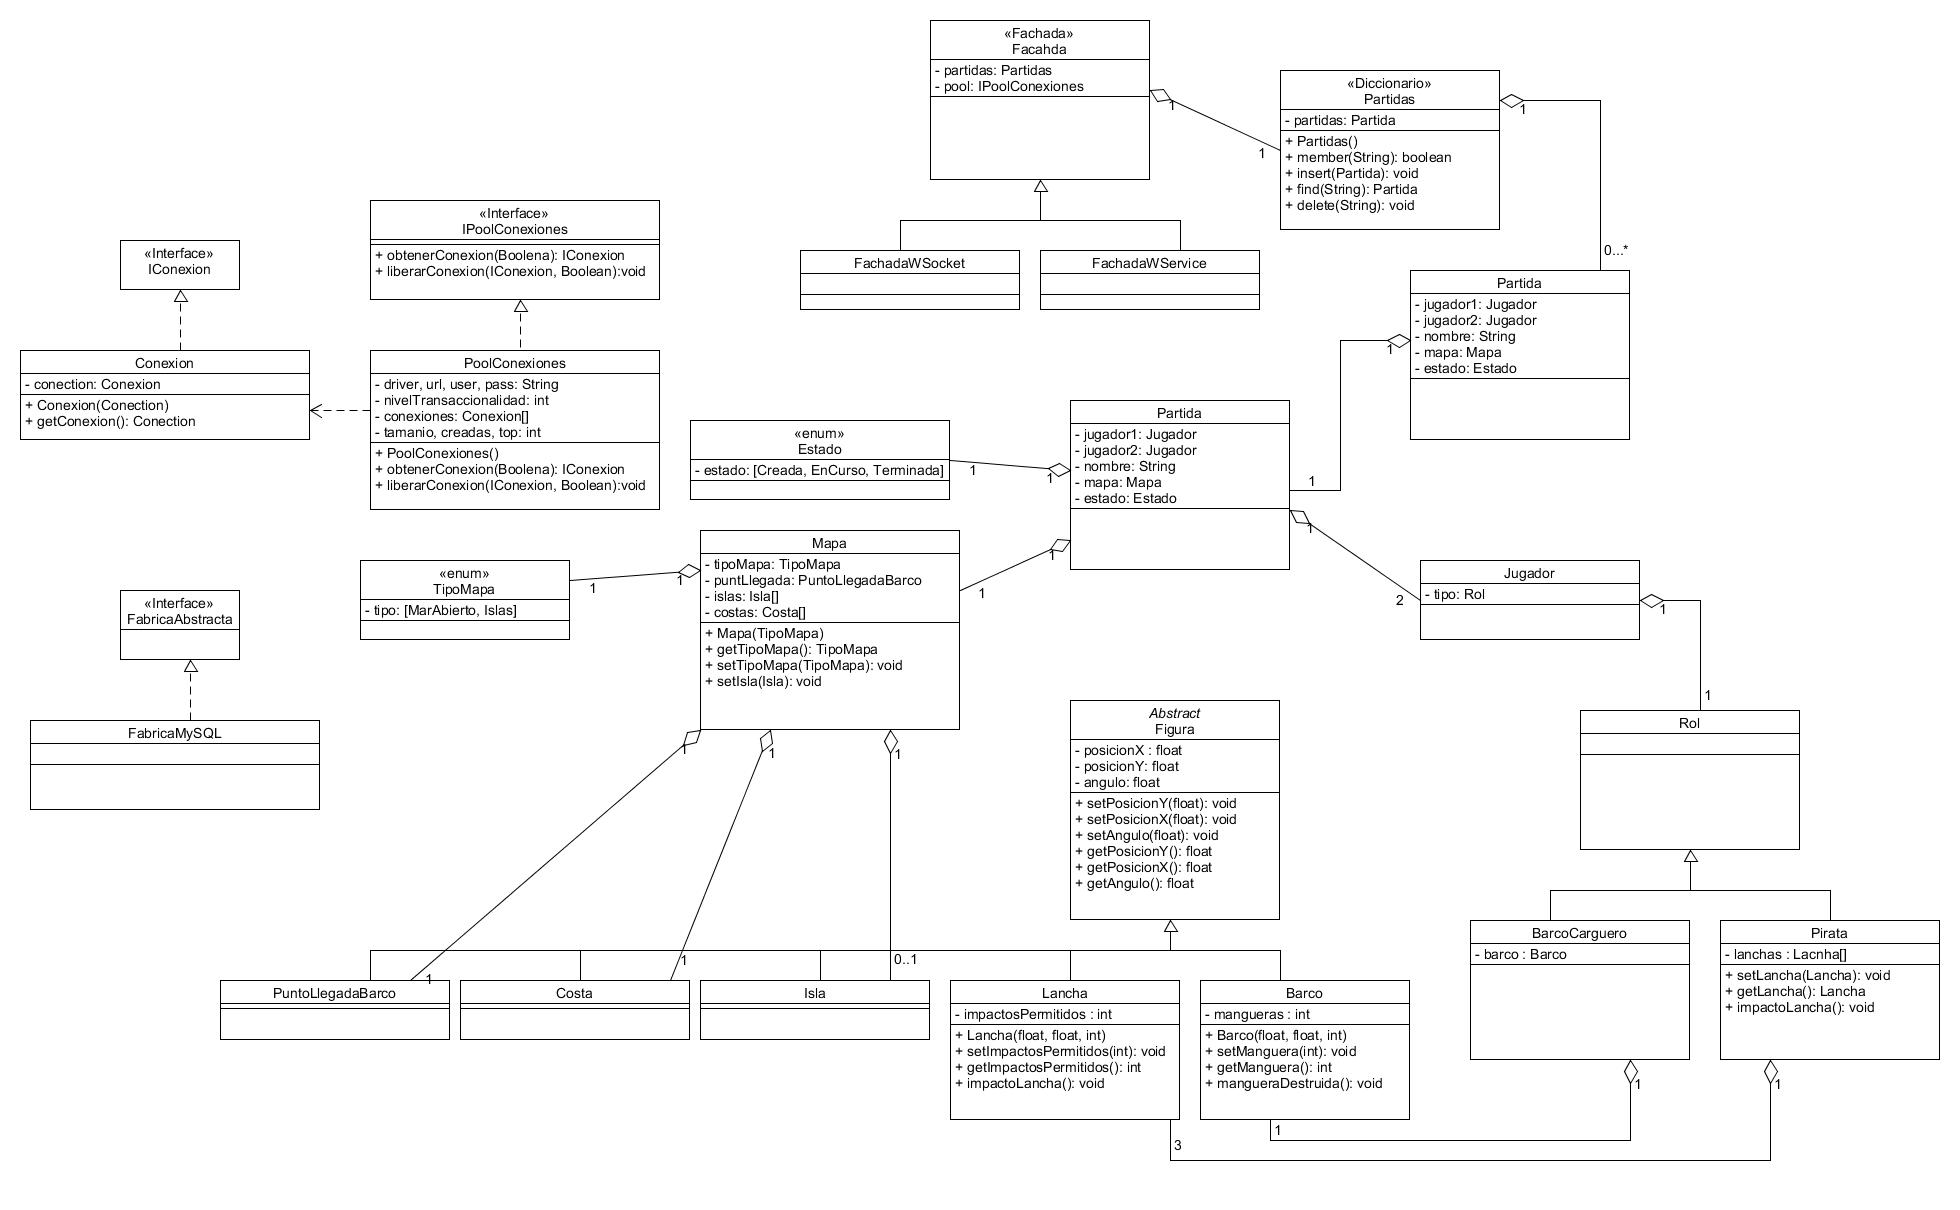 «Fachada»
Facahda
- partidas: Partidas
- pool: IPoolConexiones
1
1
«Diccionario»
Partidas
- partidas: Partida
+ Partidas()
+ member(String): boolean
+ insert(Partida): void
+ find(String): Partida
+ delete(String): void
1
0...*
FachadaWSocket
FachadaWService
«Interface»
IPoolConexiones
+ obtenerConexion(Boolena): IConexion
+ liberarConexion(IConexion, Boolean):void
«Interface»
IConexion
Conexion
- conection: Conexion
+ Conexion(Conection)
+ getConexion(): Conection
PoolConexiones
- driver, url, user, pass: String
- nivelTransaccionalidad: int
- conexiones: Conexion[]
- tamanio, creadas, top: int
+ PoolConexiones()
+ obtenerConexion(Boolena): IConexion
+ liberarConexion(IConexion, Boolean):void
Partida
- jugador1: Jugador
- jugador2: Jugador
- nombre: String
- mapa: Mapa
- estado: Estado
1
1
Partida
- jugador1: Jugador
- jugador2: Jugador
- nombre: String
- mapa: Mapa
- estado: Estado
«enum»
Estado
- estado: [Creada, EnCurso, Terminada]
1
1
1
1
1
2
Mapa
- tipoMapa: TipoMapa
- puntLlegada: PuntoLlegadaBarco
- islas: Isla[]
- costas: Costa[]
+ Mapa(TipoMapa)
+ getTipoMapa(): TipoMapa
+ setTipoMapa(TipoMapa): void
+ setIsla(Isla): void
«enum»
TipoMapa
- tipo: [MarAbierto, Islas]
1
1
Jugador
- tipo: Rol
1
1
«Interface»
FabricaAbstracta
FabricaMySQL
Abstract
Figura
- posicionX : float
- posicionY: float
- angulo: float
+ setPosicionY(float): void
+ setPosicionX(float): void
+ setAngulo(float): void
+ getPosicionY(): float
+ getPosicionX(): float
+ getAngulo(): float
Rol
1
1
1
1
1
0..1
PuntoLlegadaBarco
Costa
Isla
Lancha
- impactosPermitidos : int
+ Lancha(float, float, int)
+ setImpactosPermitidos(int): void
+ getImpactosPermitidos(): int
+ impactoLancha(): void
Barco
- mangueras : int
+ Barco(float, float, int)
+ setManguera(int): void
+ getManguera(): int
+ mangueraDestruida(): void
BarcoCarguero
- barco : Barco
Pirata
- lanchas : Lacnha[]
+ setLancha(Lancha): void
+ getLancha(): Lancha
+ impactoLancha(): void
1
1
1
3